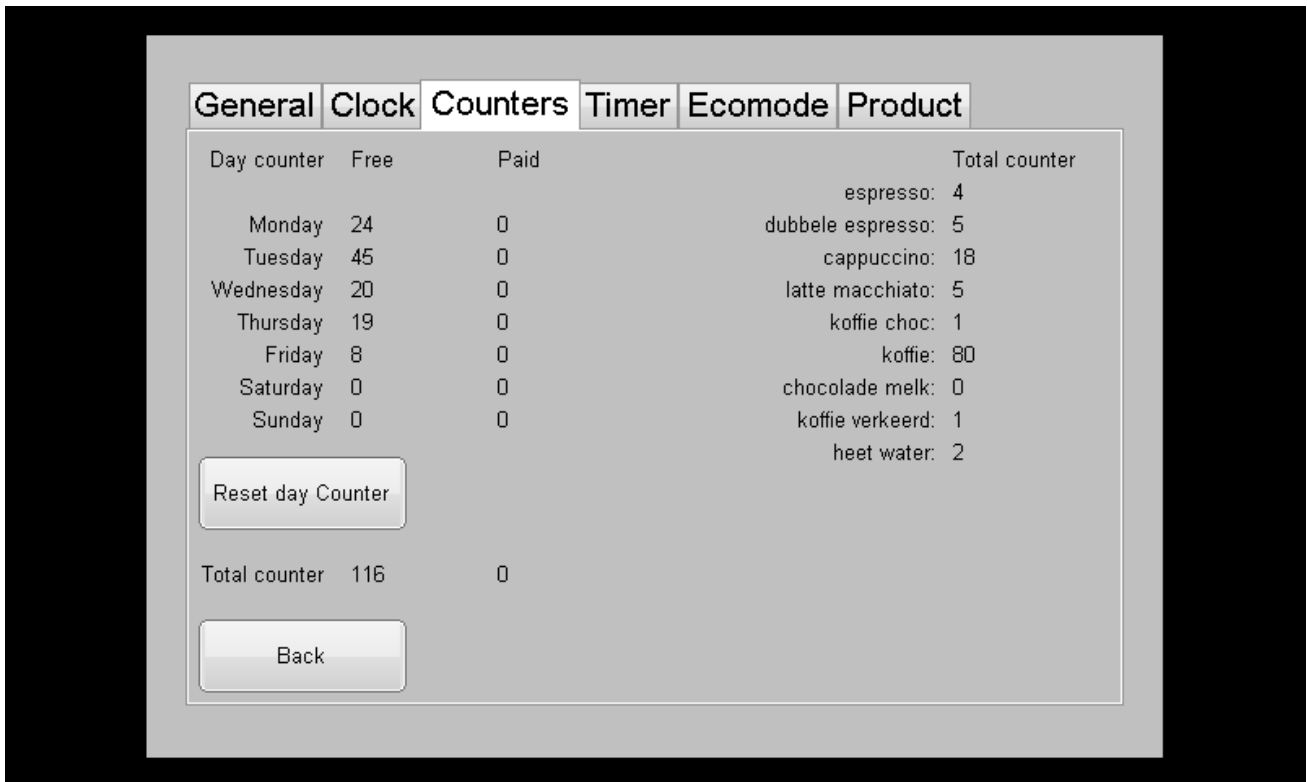 General Clock Counters Timer Ecomode Product
Day counter Free Paid Total counter
espresso: 4
Monday 24 0 dubbele espresso: 5
Tuesday 45 0 cappuccino: 18
Wednesday 20 0 latte macchiato: 5
Thursday 19 0 koffie choc: 1
Friday 8 0 koffie: 80
Saturday 0 0 chocolade melk: 0
Sunday 0 0 koffie verkeerd: 1
heet water: 2
Reset day Counter
Total counter 116 0
Back